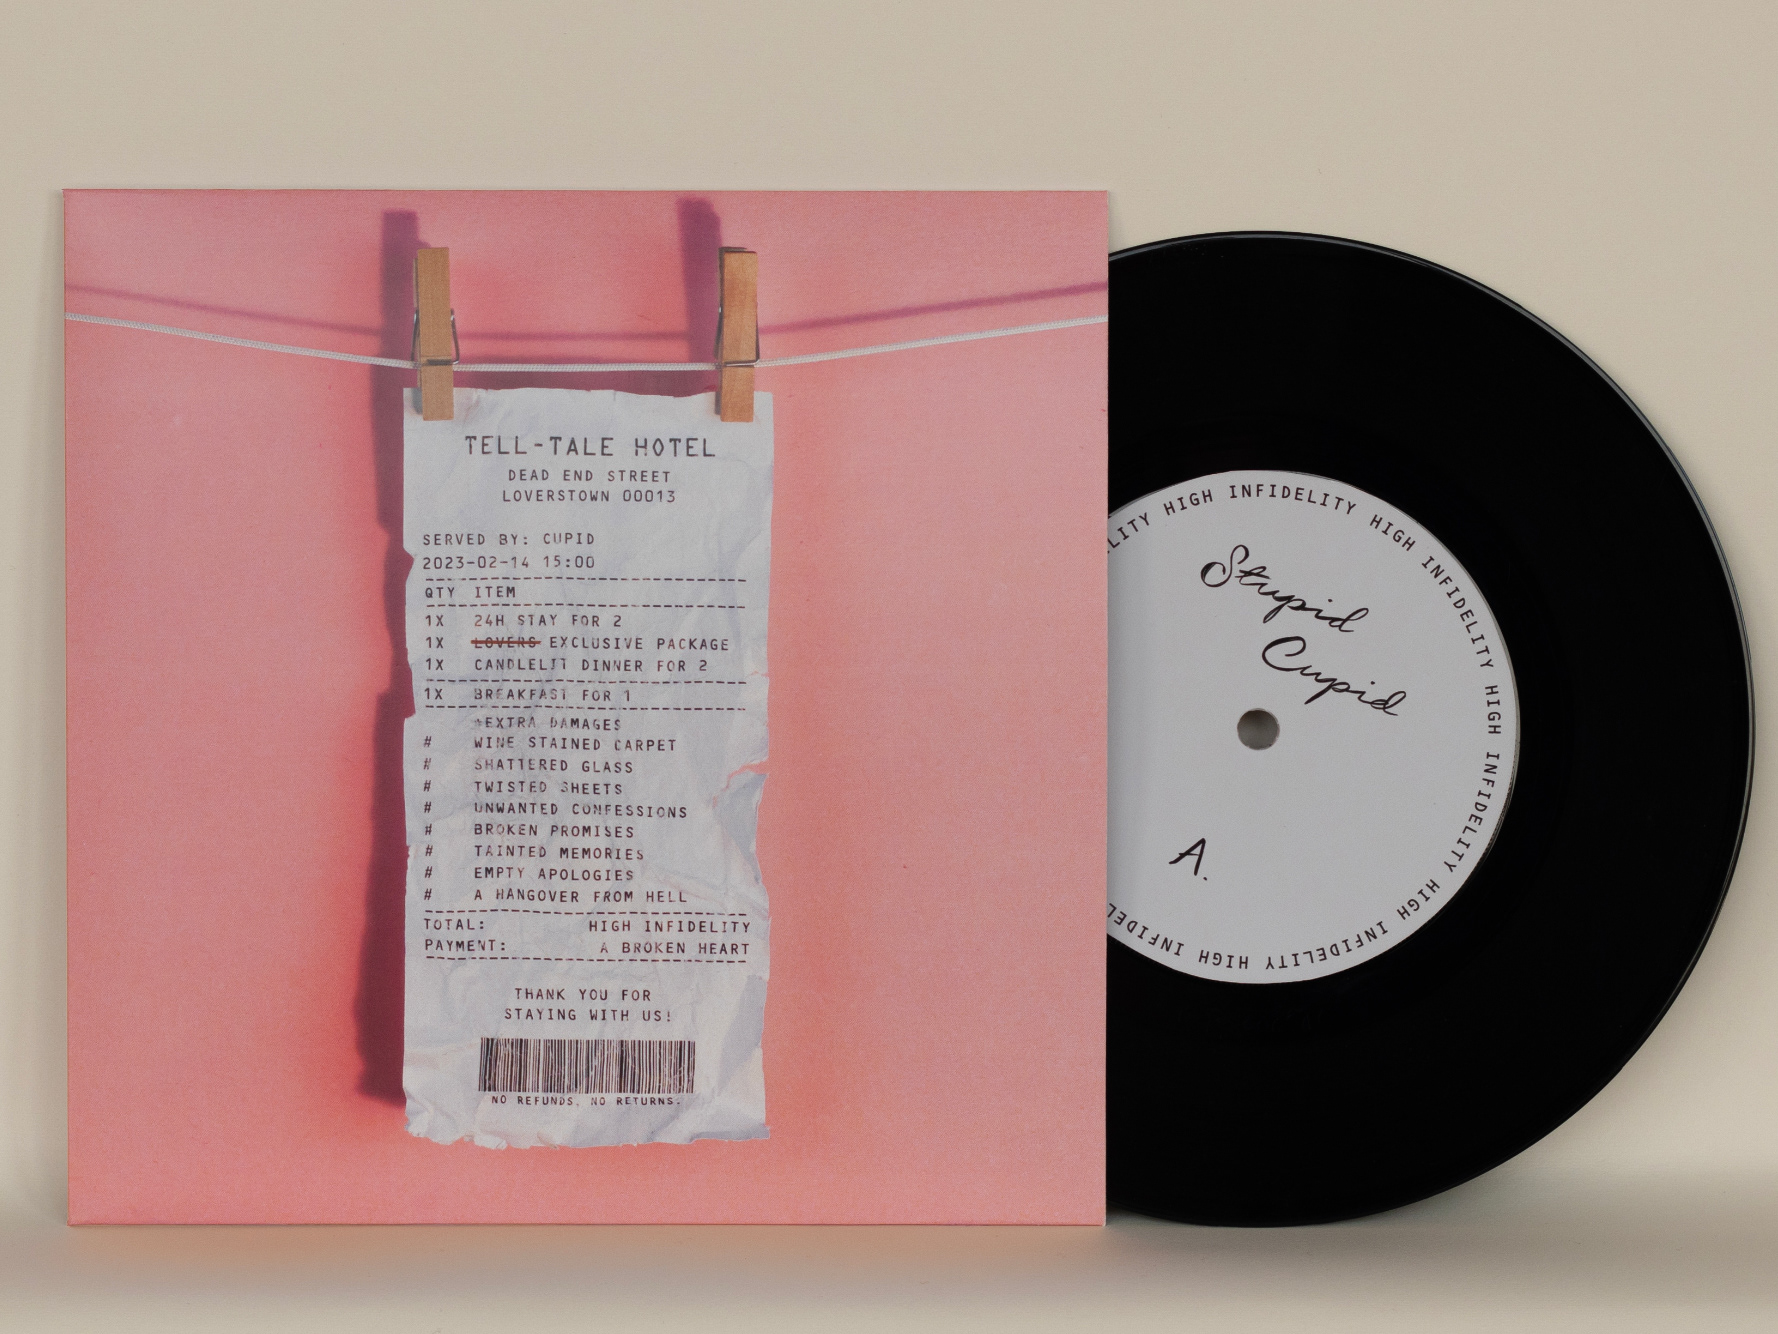 TELL-TALE HOTEL
DEAD END STREET
LOVERSTOWN 00013
SERVED BY: CUPID
2023-02-14 15:00
QTY ITEM
1X 24H STAY FOR 2
1X LOVERS EXCLUSIVE PACKAGE
1X CANDLELIT DINNER FOR 2
1X BREAKFAST FOR 1
*EXTRA DAMAGES
# WINE STAINED CARPET
# SHATTERED GLASS
# TWISTED SHEETS
# UNWANTED CONFESSIONS
# BROKEN PROMISES
# TAINTED MEMORIES
# EMPTY APOLOGIES
# A HANGOVER FROM HELL
TOTAL: HIGH INFIDELITY
PAYMENT: A BROKEN HEART
THANK YOU FOR
STAYING WITH US!
NO REFUNDS. NO RETURNS.
LITY HIGH INFIDELITY HIGH INFIDELITY HIGH INFIDELITY HIGH INFIDELITY HIGH INFIDEL
Stupid
Cupid
A.